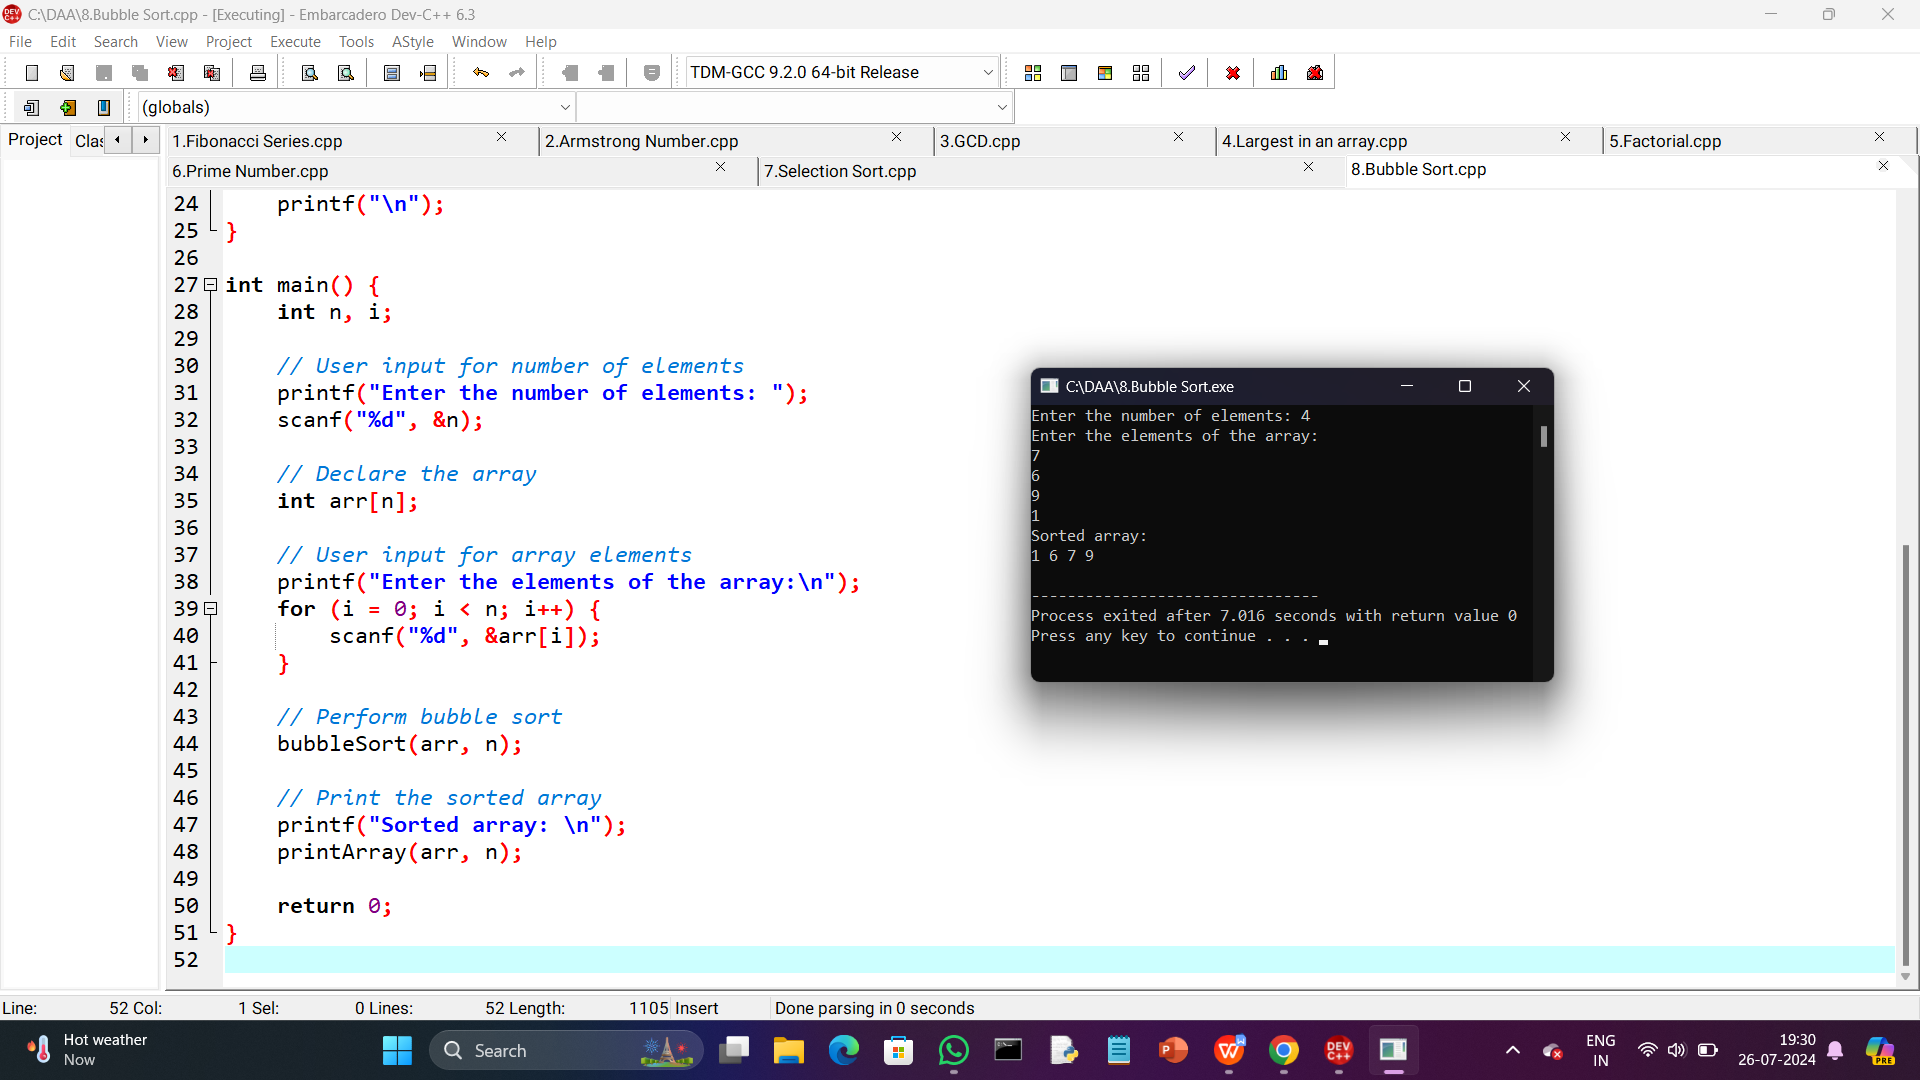 C:\DAA\8.Bubble Sort.cpp - [Executing] - Embarcadero Dev-C++ 6.3
File Edit Search View Project Execute Tools AStyle Window Help
TDM-GCC 9.2.0 64-bit Release
(globals)
Project Clas
1.Fibonacci Series.cpp 2.Armstrong Number.cpp 3.GCD.cpp 4.Largest in an array.cpp 5.Factorial.cpp
6.Prime Number.cpp 7.Selection Sort.cpp 8.Bubble Sort.cpp
24     printf("\n");
25 }
26
27 int main() {
28     int n, i;
29
30     // User input for number of elements
31     printf("Enter the number of elements: ");
32     scanf("%d", &n);
33
34     // Declare the array
35     int arr[n];
36
37     // User input for array elements
38     printf("Enter the elements of the array:\n");
39     for (i = 0; i < n; i++) {
40         scanf("%d", &arr[i]);
41     }
42
43     // Perform bubble sort
44     bubbleSort(arr, n);
45
46     // Print the sorted array
47     printf("Sorted array: \n");
48     printArray(arr, n);
49
50     return 0;
51 }
52
C:\DAA\8.Bubble Sort.exe
Enter the number of elements: 4
Enter the elements of the array:
7
6
9
1
Sorted array:
1 6 7 9
--------------------------------
Process exited after 7.016 seconds with return value 0
Press any key to continue . . .
Line: 52 Col: 1 Sel: 0 Lines: 52 Length: 1105 Insert Done parsing in 0 seconds
Hot weather
Now
Search
DEV C++
PRE
ENG
IN
19:30
26-07-2024